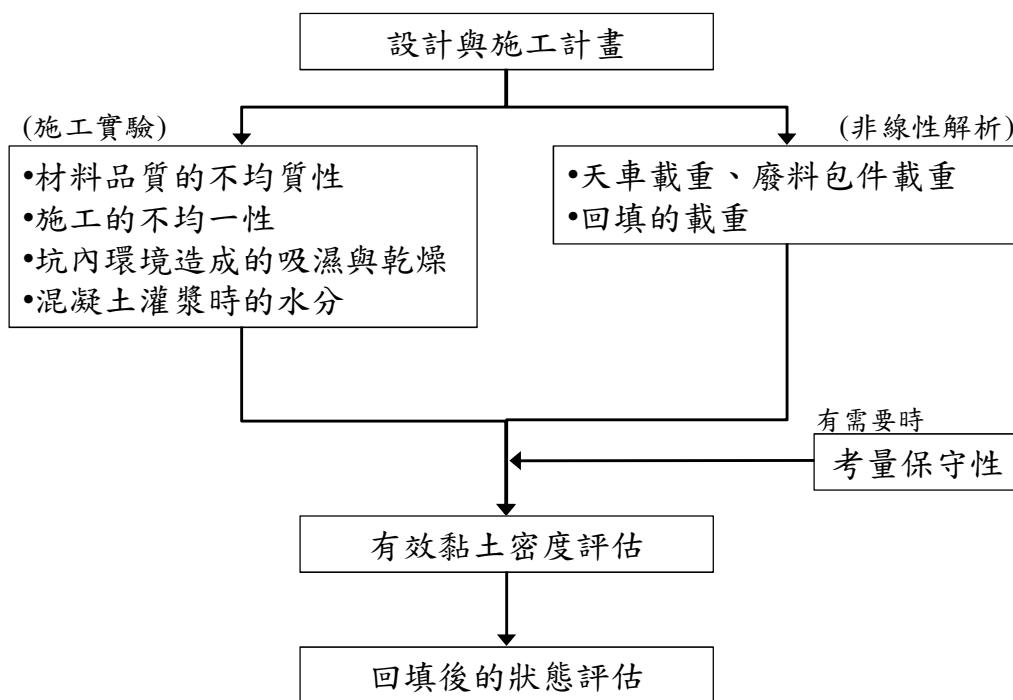 設計與施工計畫
(施工實驗)
•材料品質的不均質性
•施工的不均一性
•坑內環境造成的吸濕與乾燥
•混凝土灌漿時的水分
(非線性解析)
•天車載重、廢料包件載重
•回填的載重
有需要時
考量保守性
有效黏土密度評估
回填後的狀態評估